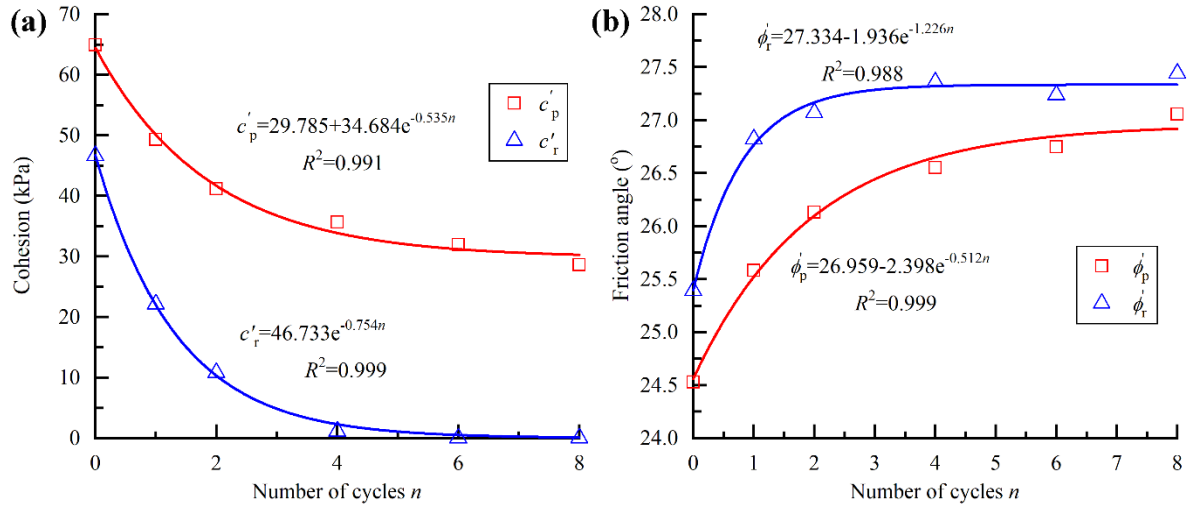 (a)
70
60
50
40
30
20
10
0
Cohesion (kPa)
c'p=29.785+34.684e^-0.535n
R²=0.991
c'p
c'r
c'r=46.733e^-0.754n
R²=0.999
0 2 4 6 8
Number of cycles n
(b)
28.0
27.5
27.0
26.5
26.0
25.5
25.0
24.5
24.0
Friction angle (°)
ϕ'r=27.334-1.936e^-1.226n
R²=0.988
ϕ'p=26.959-2.398e^-0.512n
R²=0.999
ϕ'p
ϕ'r
0 1 2 3 4 5 6 7 8
Number of cycles n